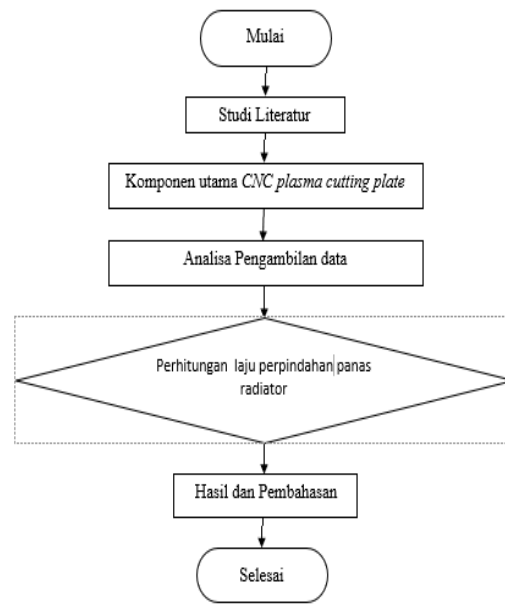 Mulai
Studi Literatur
Komponen utama CNC plasma cutting plate
Analisa Pengambilan data
Perhitungan laju perpindahan panas
radiator
Hasil dan Pembahasan
Selesai